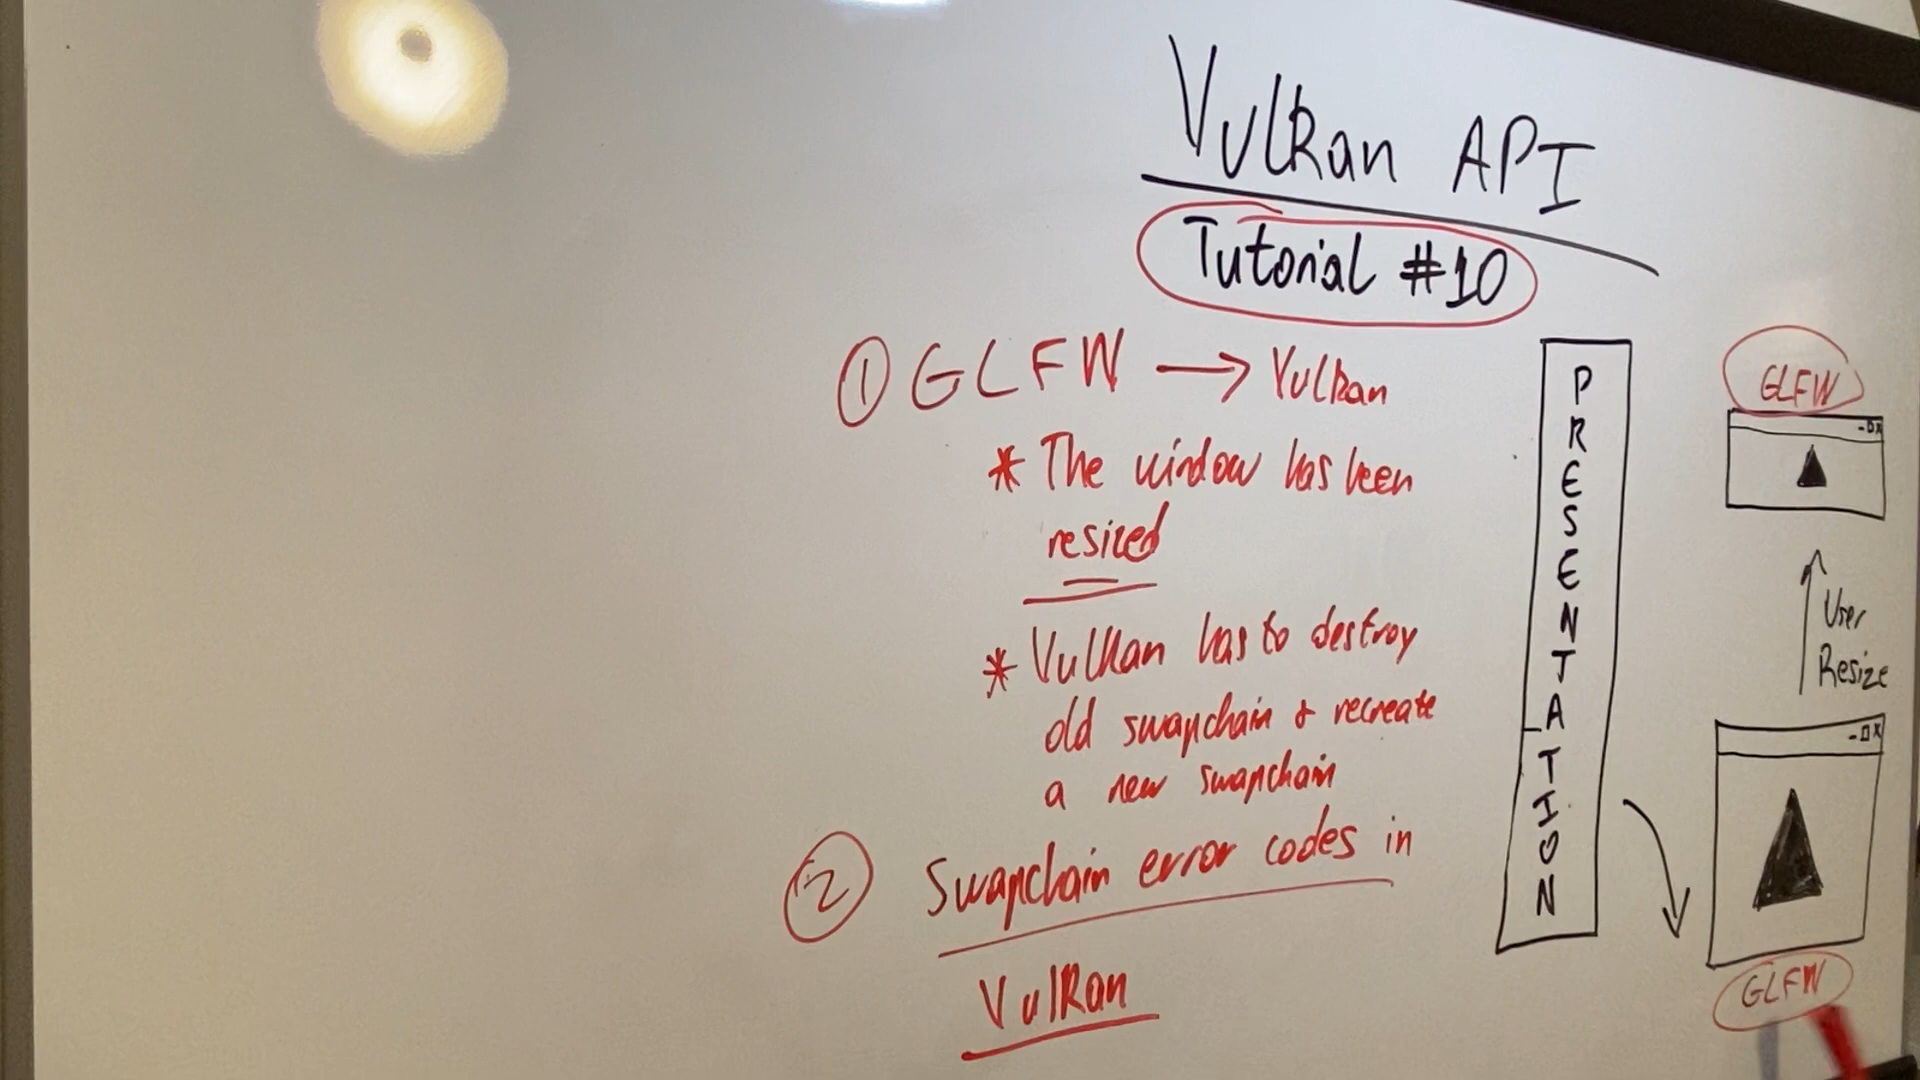 Vulkan API
Tutorial #10
① GLFW → Vulkan
* The window has been
resized
* Vulkan has to destroy
old swapchain & recreate
a new swapchain
② Swapchain error codes in
Vulkan
PRESENTATION
GLFW
- □ X
User
Resize
- □ X
GLFW